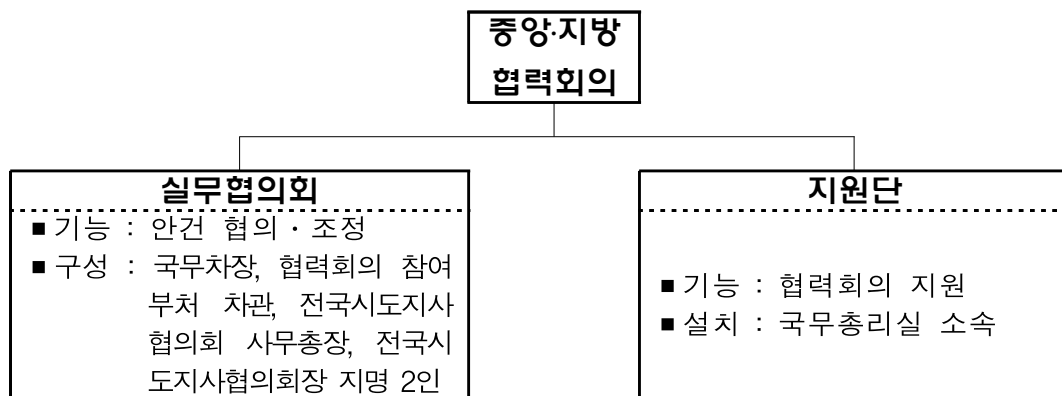 중앙·지방
협력회의
실무협의회
■ 기능 : 안건 협의 · 조정
■ 구성 : 국무차장, 협력회의 참여
부처 차관, 전국시도지사
협의회 사무총장, 전국시
도지사협의회장 지명 2인
지원단
■ 기능 : 협력회의 지원
■ 설치 : 국무총리실 소속